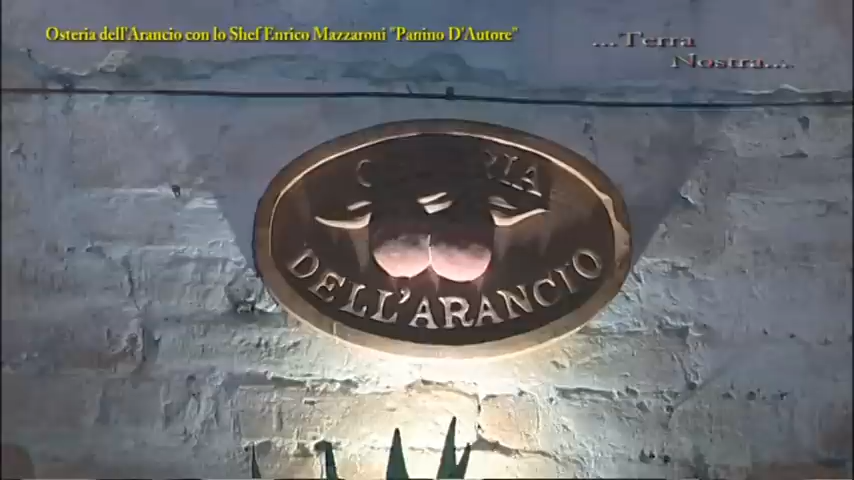 Osteria dell'Arancio con lo Shef Enrico Mazzaroni "Panino D'Autore"
...Terra
Nostra...
DELL'ARANCIO